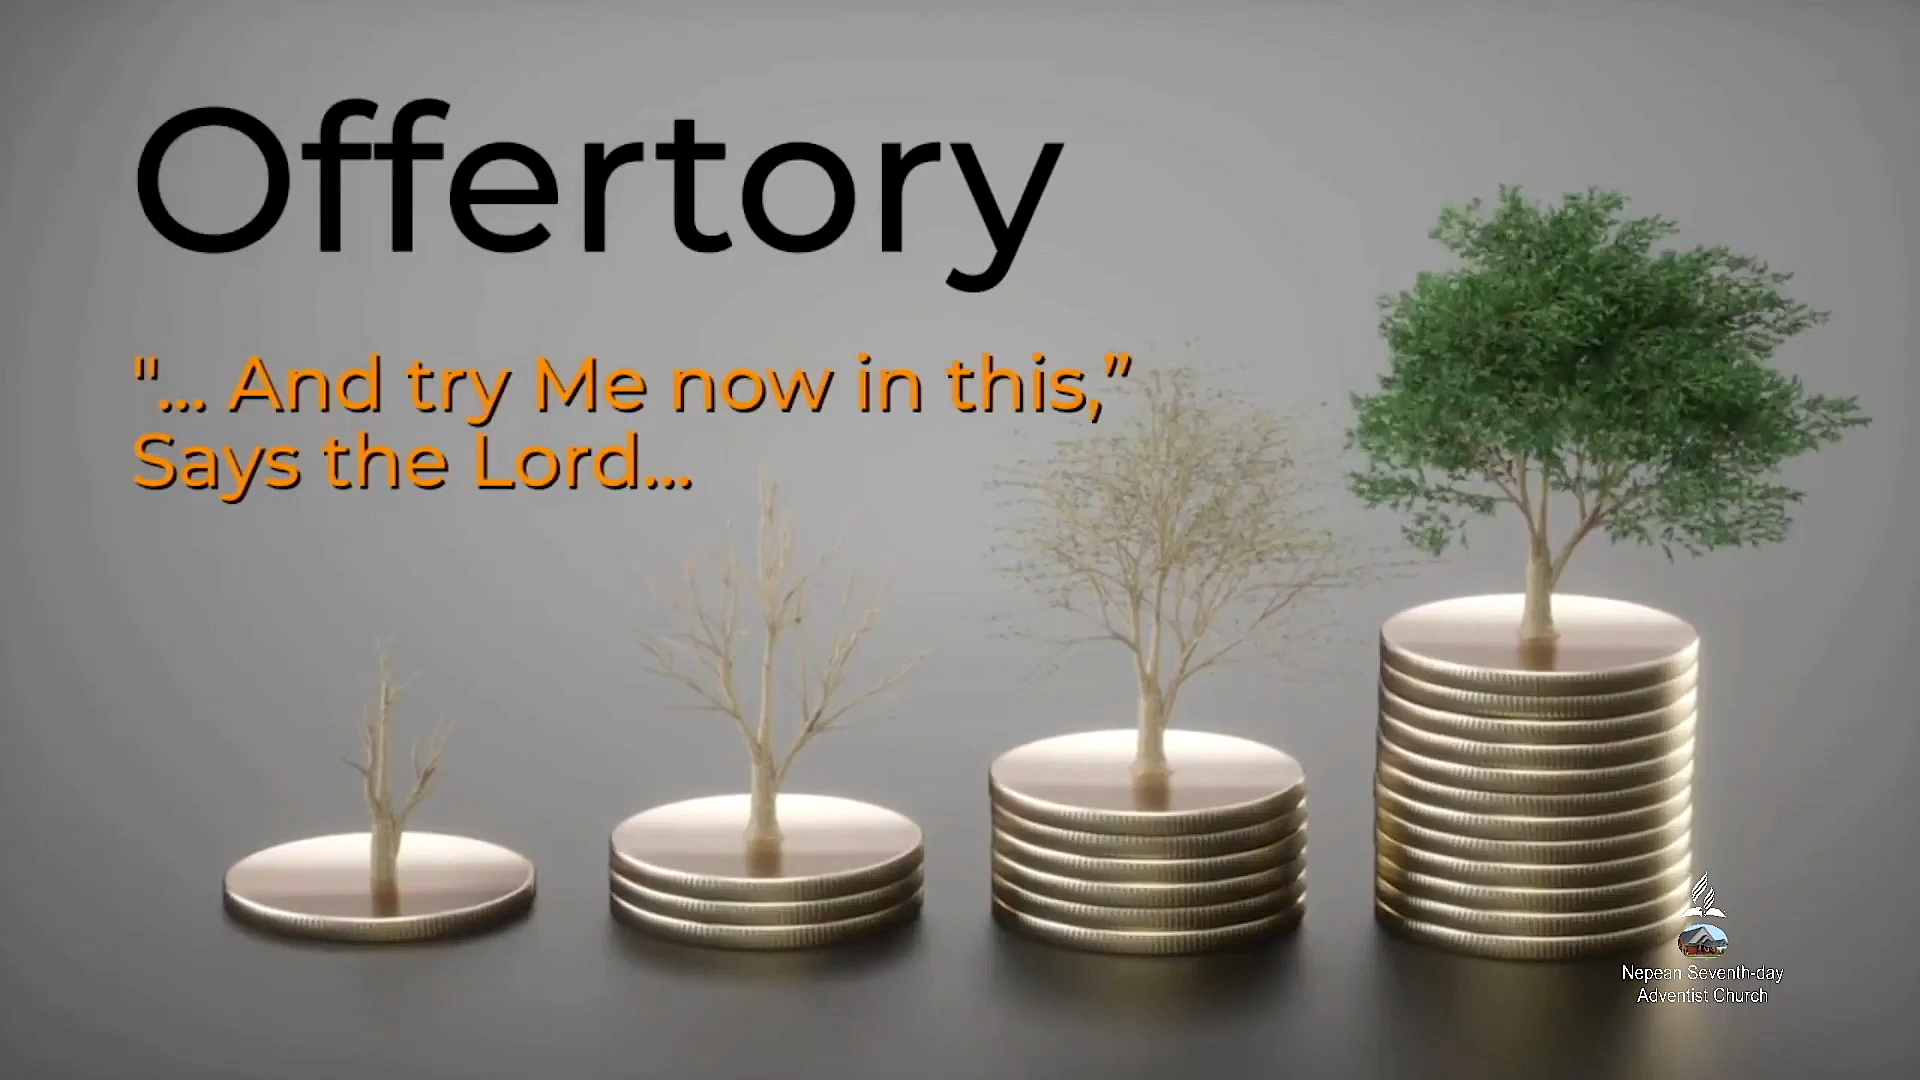 Offertory
"... And try Me now in this,”
Says the Lord...
Nepean Seventh-day
Adventist Church